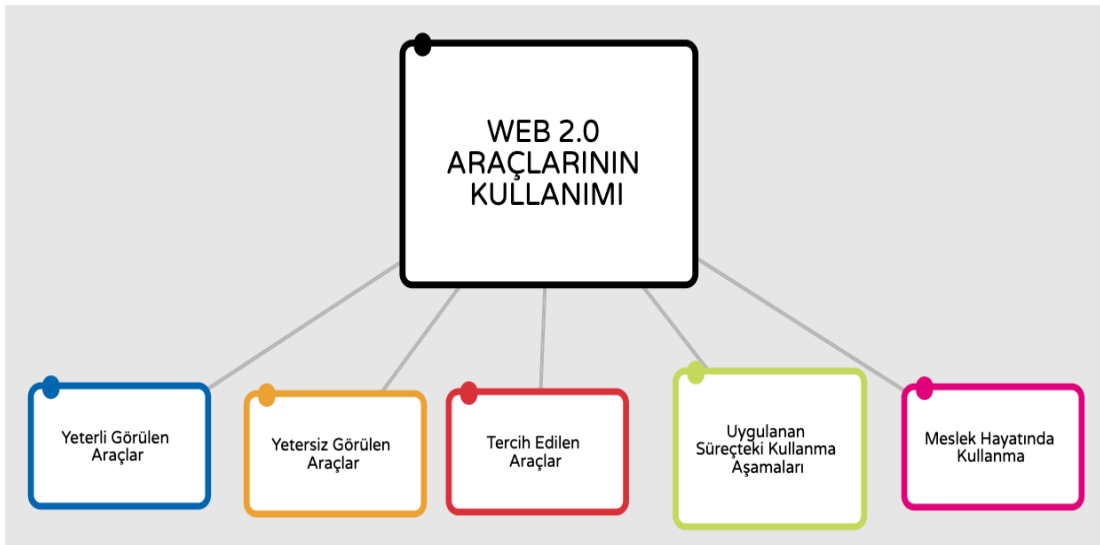 WEB 2.0
ARAÇLARININ
KULLANIMI
Yeterli Görülen
Araçlar
Yetersiz Görülen
Araçlar
Tercih Edilen
Araçlar
Uygulanan
Süreçteki Kullanma
Aşamaları
Meslek Hayatında
Kullanma